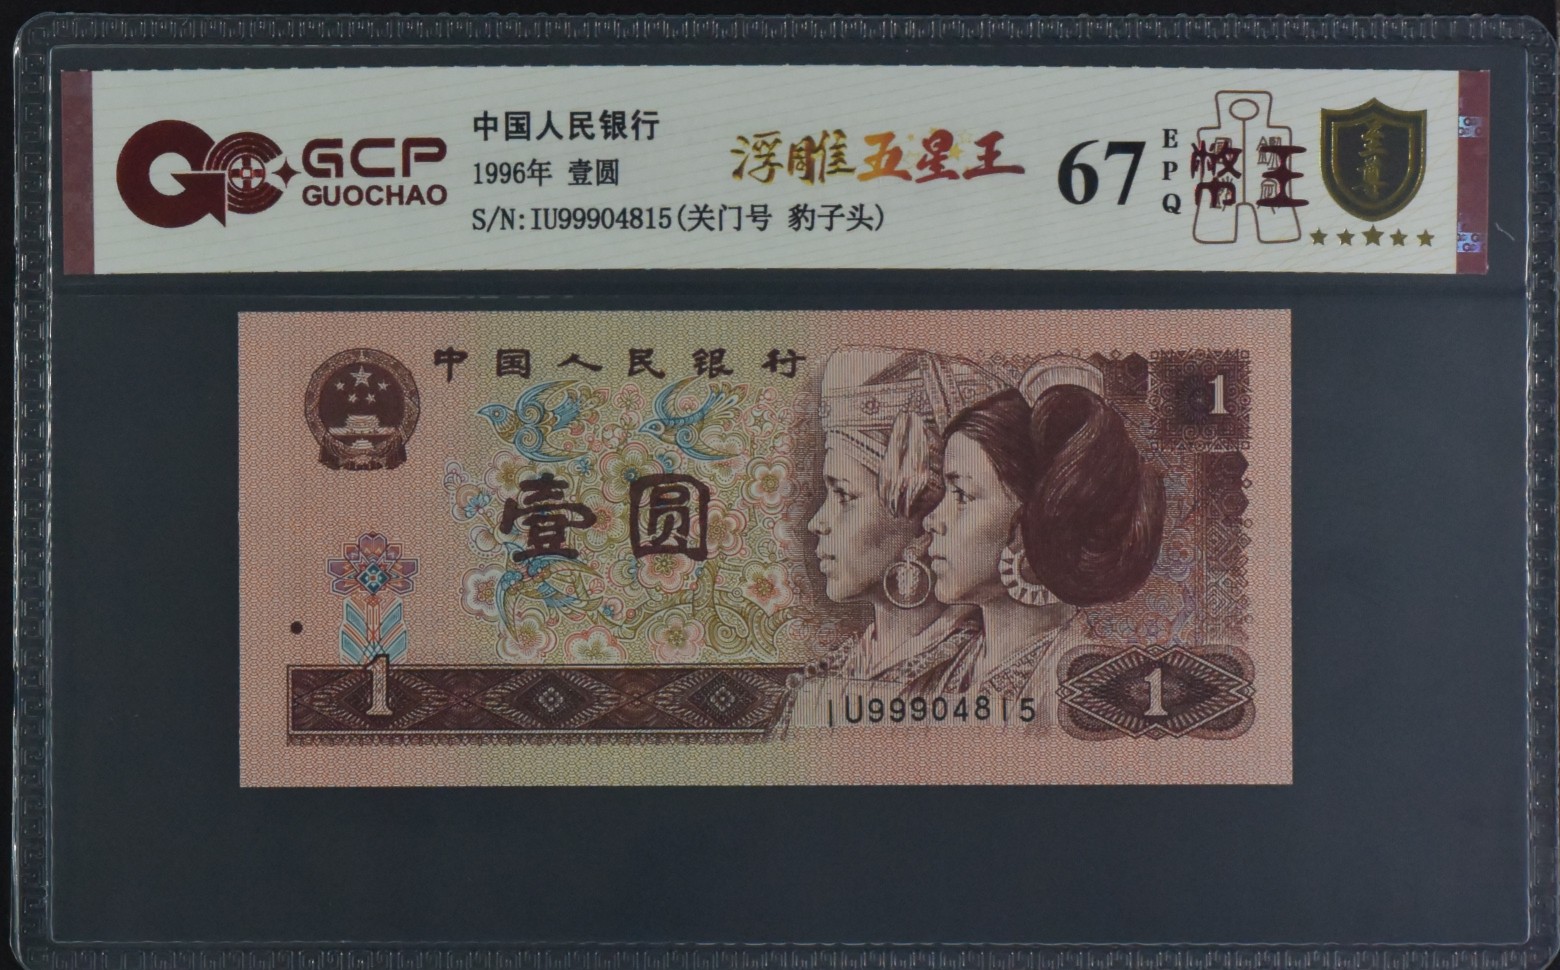 GCP
GUOCHAO
中国人民银行
1996年 壹圆
S/N:IU99904815(关门号 豹子头)
浮雕五星王
67
EPQ
至尊
中国人民银行
1
壹圆
1
IU99904815
1